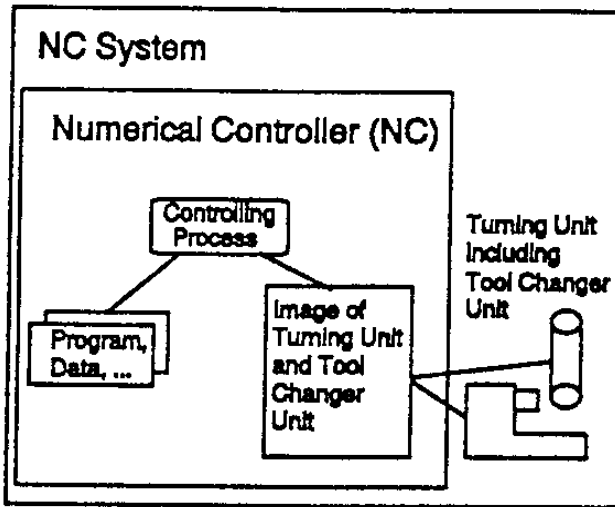 NC System
Numerical Controller (NC)
Controlling
Process
Program,
Data, ...
Image of
Turning Unit
and Tool
Changer
Unit
Turning Unit
including
Tool Changer
Unit